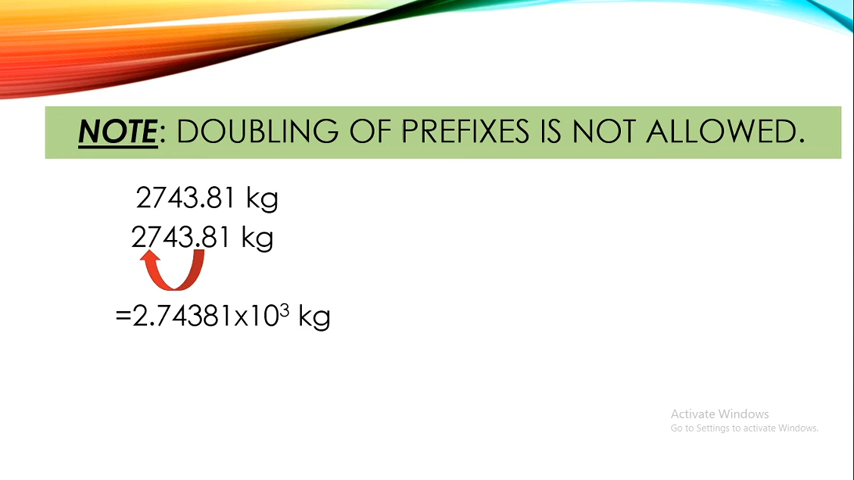 NOTE: DOUBLING OF PREFIXES IS NOT ALLOWED.
2743.81 kg
2743.81 kg
=2.74381x10³ kg
Activate Windows
Go to Settings to activate Windows.